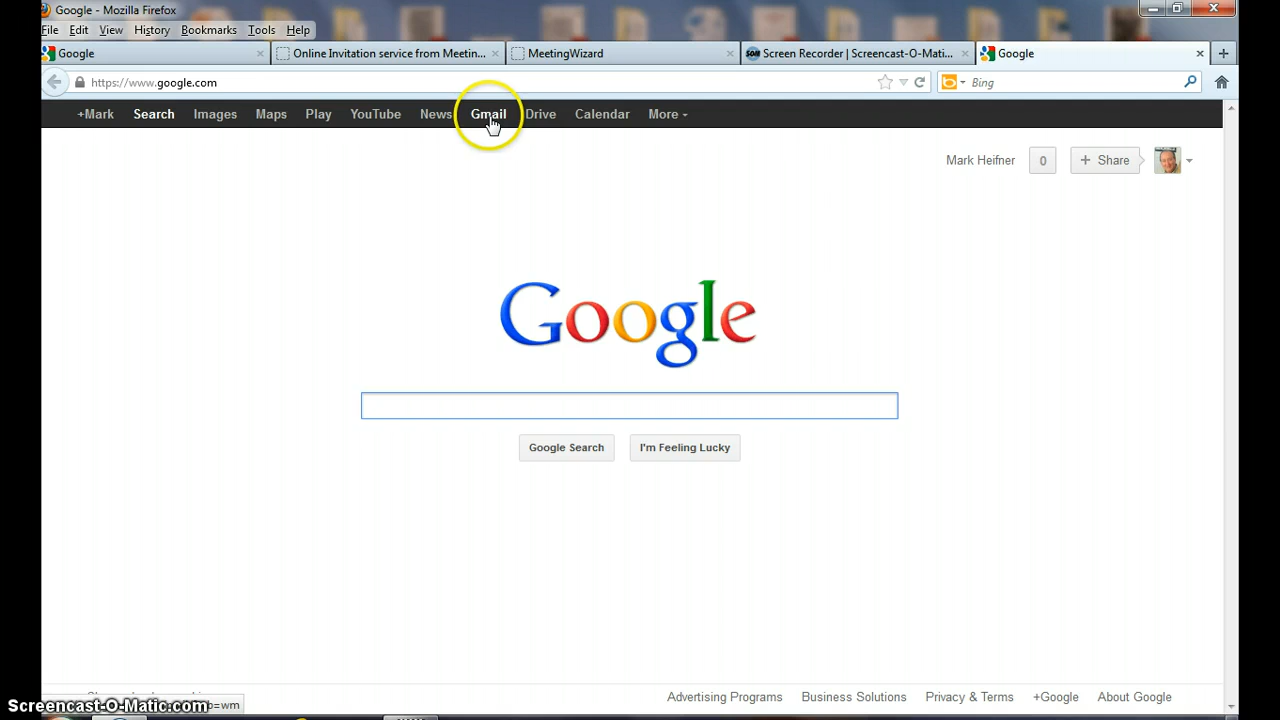 Google - Mozilla Firefox
File Edit View History Bookmarks Tools Help
Google Online Invitation service from Meetin... MeetingWizard Screen Recorder | Screencast-O-Mati... Google
https://www.google.com Bing
+Mark Search Images Maps Play YouTube News Gmail Drive Calendar More
Mark Heifner 0 + Share
Google
Google Search I'm Feeling Lucky
Advertising Programs Business Solutions Privacy & Terms +Google About Google
Screencast-O-Matic.com p=wm